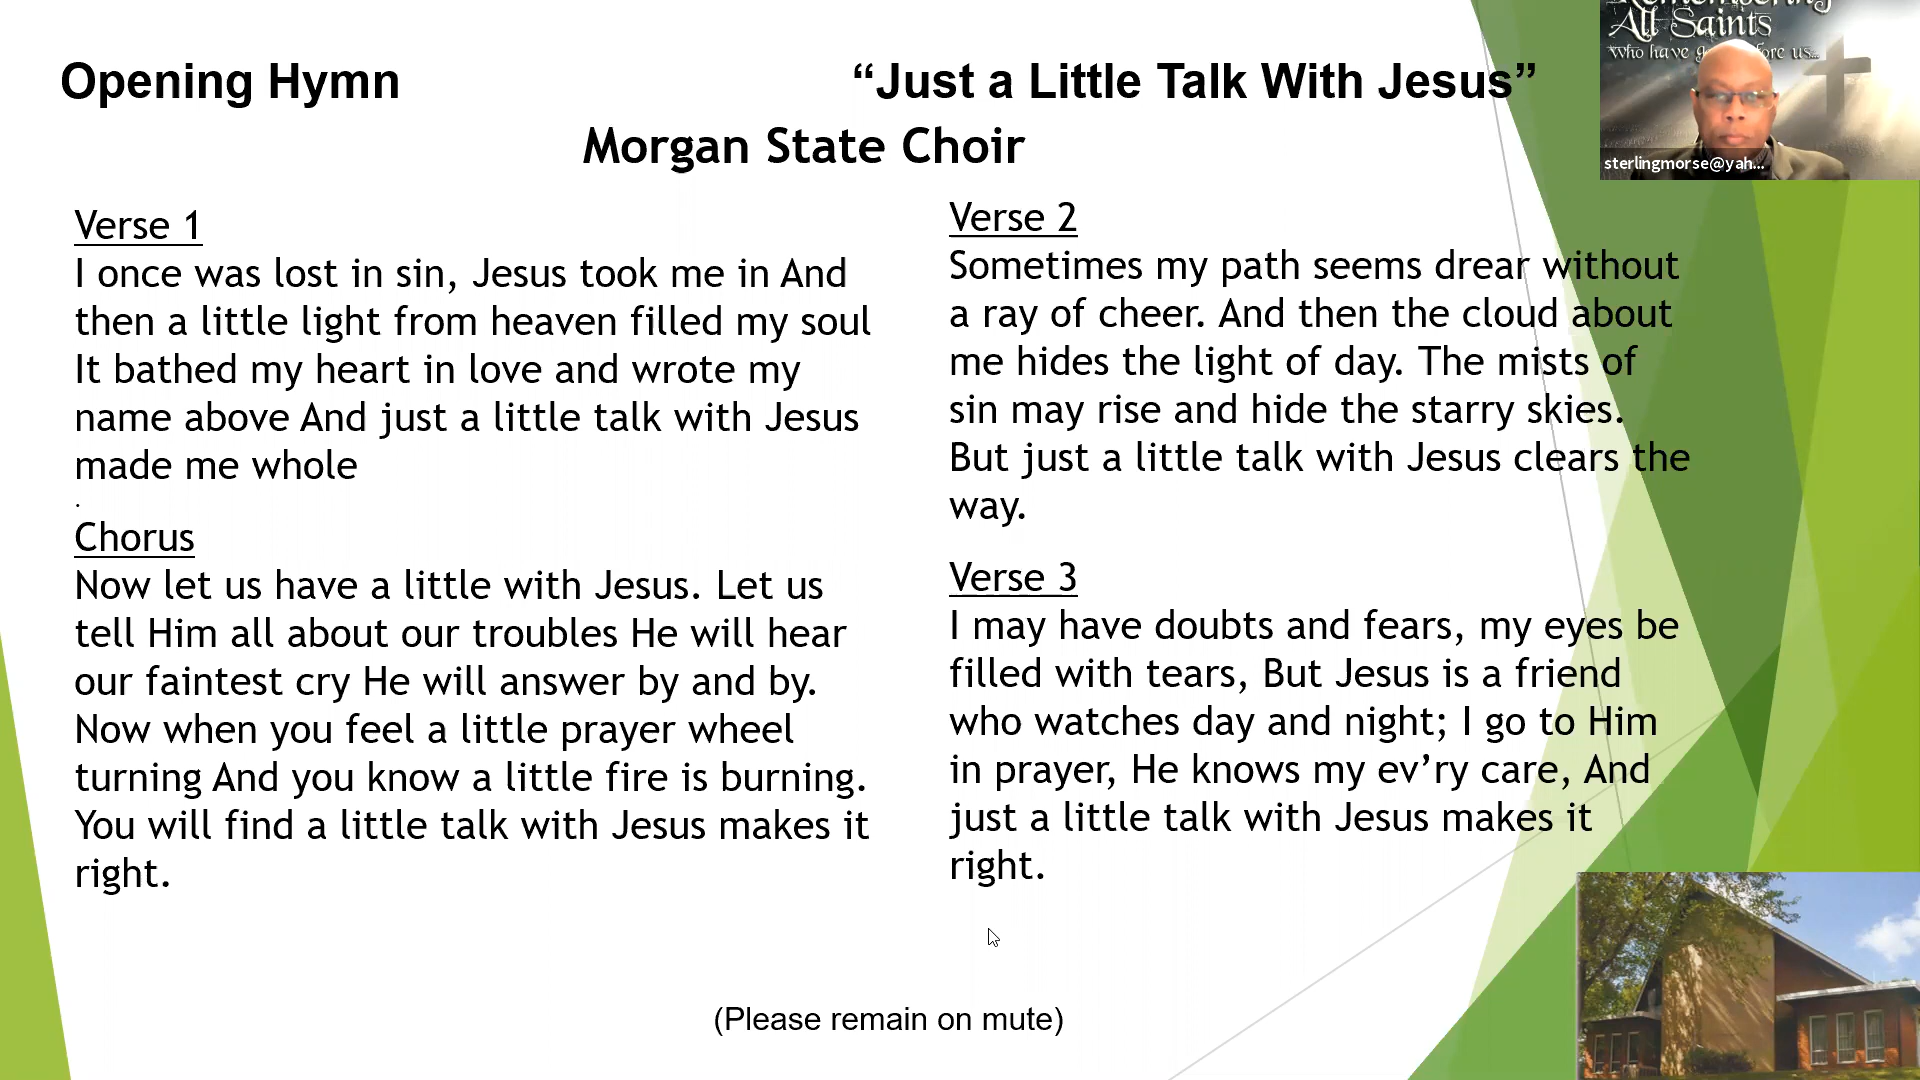 Opening Hymn “Just a Little Talk With Jesus”
Morgan State Choir
Verse 1
I once was lost in sin, Jesus took me in And
then a little light from heaven filled my soul
It bathed my heart in love and wrote my
name above And just a little talk with Jesus
made me whole
.
Chorus
Now let us have a little with Jesus. Let us
tell Him all about our troubles He will hear
our faintest cry He will answer by and by.
Now when you feel a little prayer wheel
turning And you know a little fire is burning.
You will find a little talk with Jesus makes it
right.
Verse 2
Sometimes my path seems drear without
a ray of cheer. And then the cloud about
me hides the light of day. The mists of
sin may rise and hide the starry skies.
But just a little talk with Jesus clears the
way.
Verse 3
I may have doubts and fears, my eyes be
filled with tears, But Jesus is a friend
who watches day and night; I go to Him
in prayer, He knows my ev’ry care, And
just a little talk with Jesus makes it
right.
(Please remain on mute)
Remembering
All Saints
Who have us...
sterlingmorse@yah...